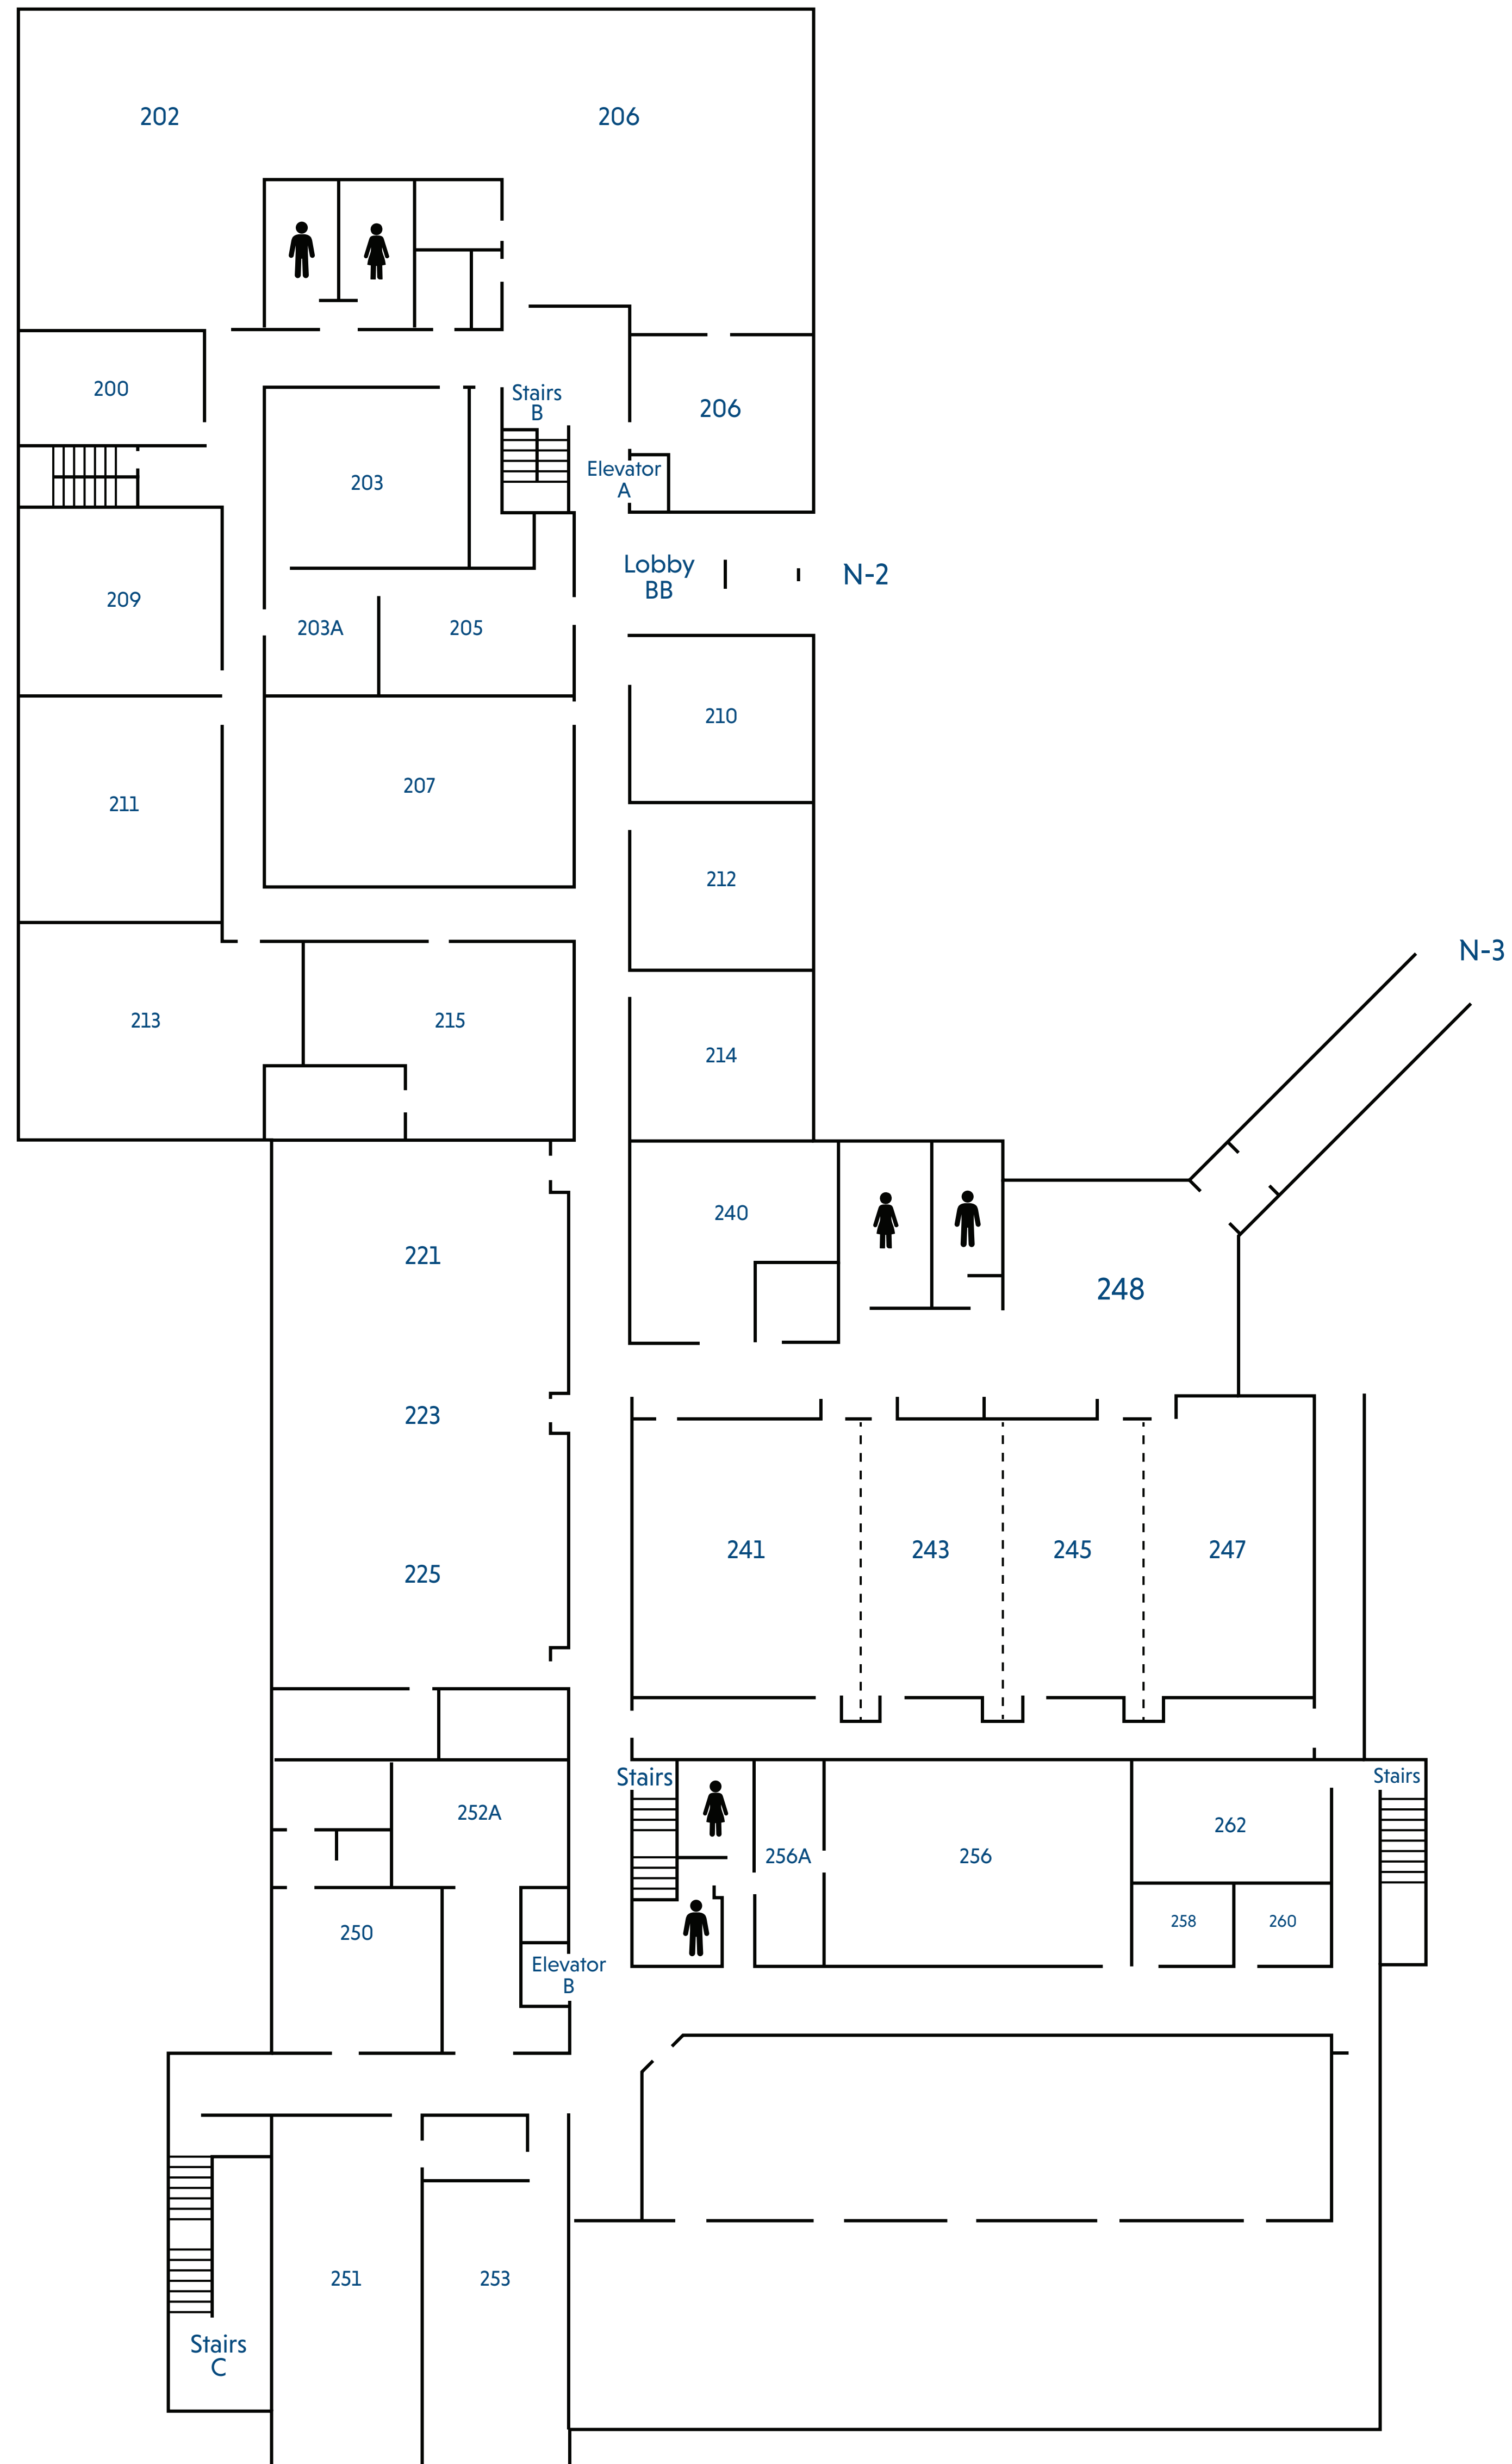 202
206
200
Stairs
B
206
203
Elevator
A
Lobby
BB
N-2
209
203A
205
210
207
211
212
N-3
213
215
214
240
221
248
223
241
243
245
247
225
Stairs
Stairs
252A
262
256A
256
258
260
250
Elevator
B
251
253
Stairs
C